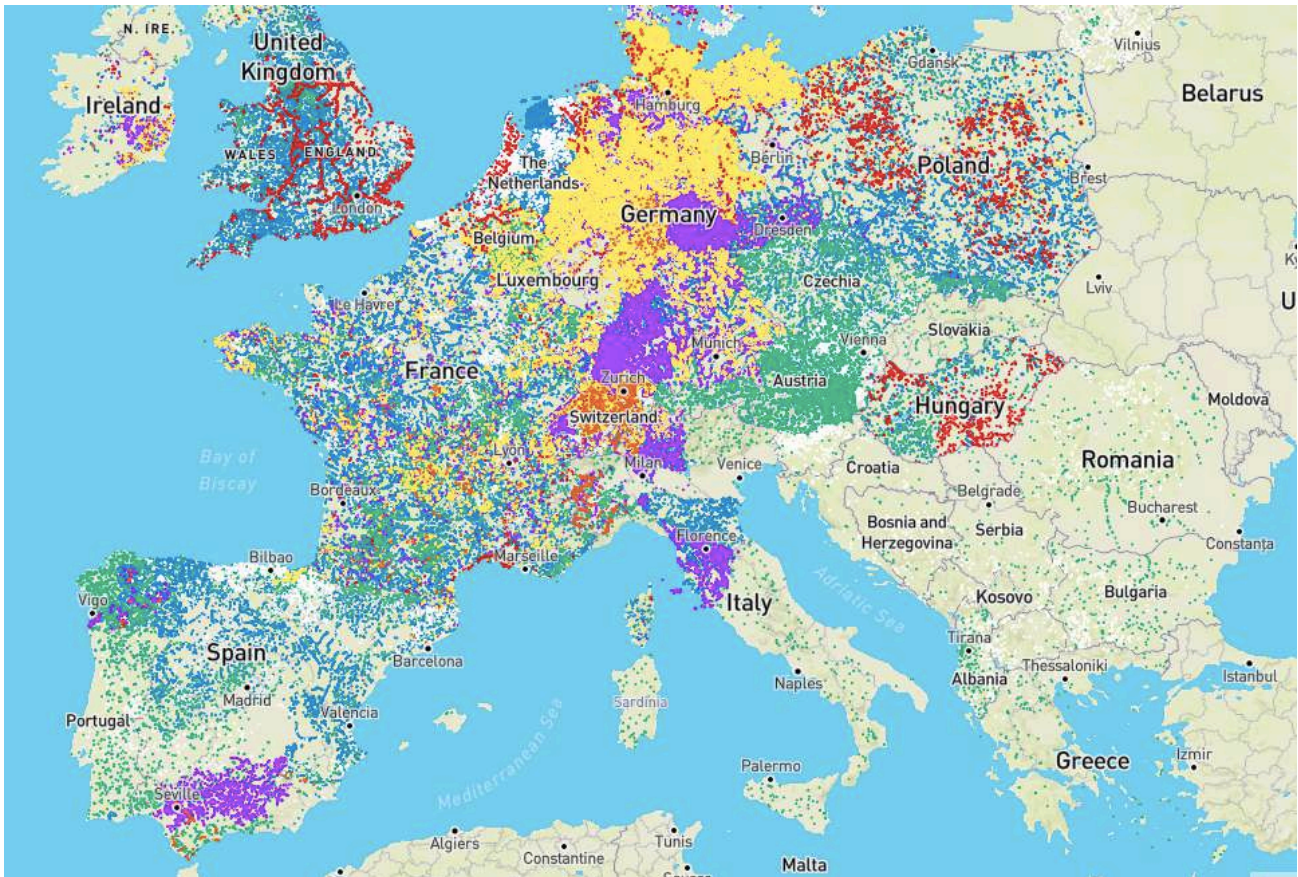 N. IRE.
United
Kingdom
Ireland
WALES
ENGLAND
London
The
Netherlands
Hamburg
Berlin
Germany
Dresden
Belgium
Luxembourg
Gdansk
Vilnius
Belarus
Poland
Brest
Lviv
Czechia
Slovakia
Vienna
Munich
Austria
Hungary
Le Havre
France
Zurich
Switzerland
Lyon
Milan
Venice
Croatia
Bay of
Biscay
Bordeaux
Marseille
Florence
Bosnia and
Herzegovina
Belgrade
Serbia
Romania
Moldova
Bucharest
Constanța
Bulgaria
Kosovo
Bilbao
Vigo
Spain
Madrid
Barcelona
Valencia
Portugal
Seville
Italy
Adriatic Sea
Naples
Sardinia
Mediterranean Sea
Palermo
Tirana
Albania
Thessaloniki
Istanbul
Greece
Izmir
Algiers
Constantine
Tunis
Malta